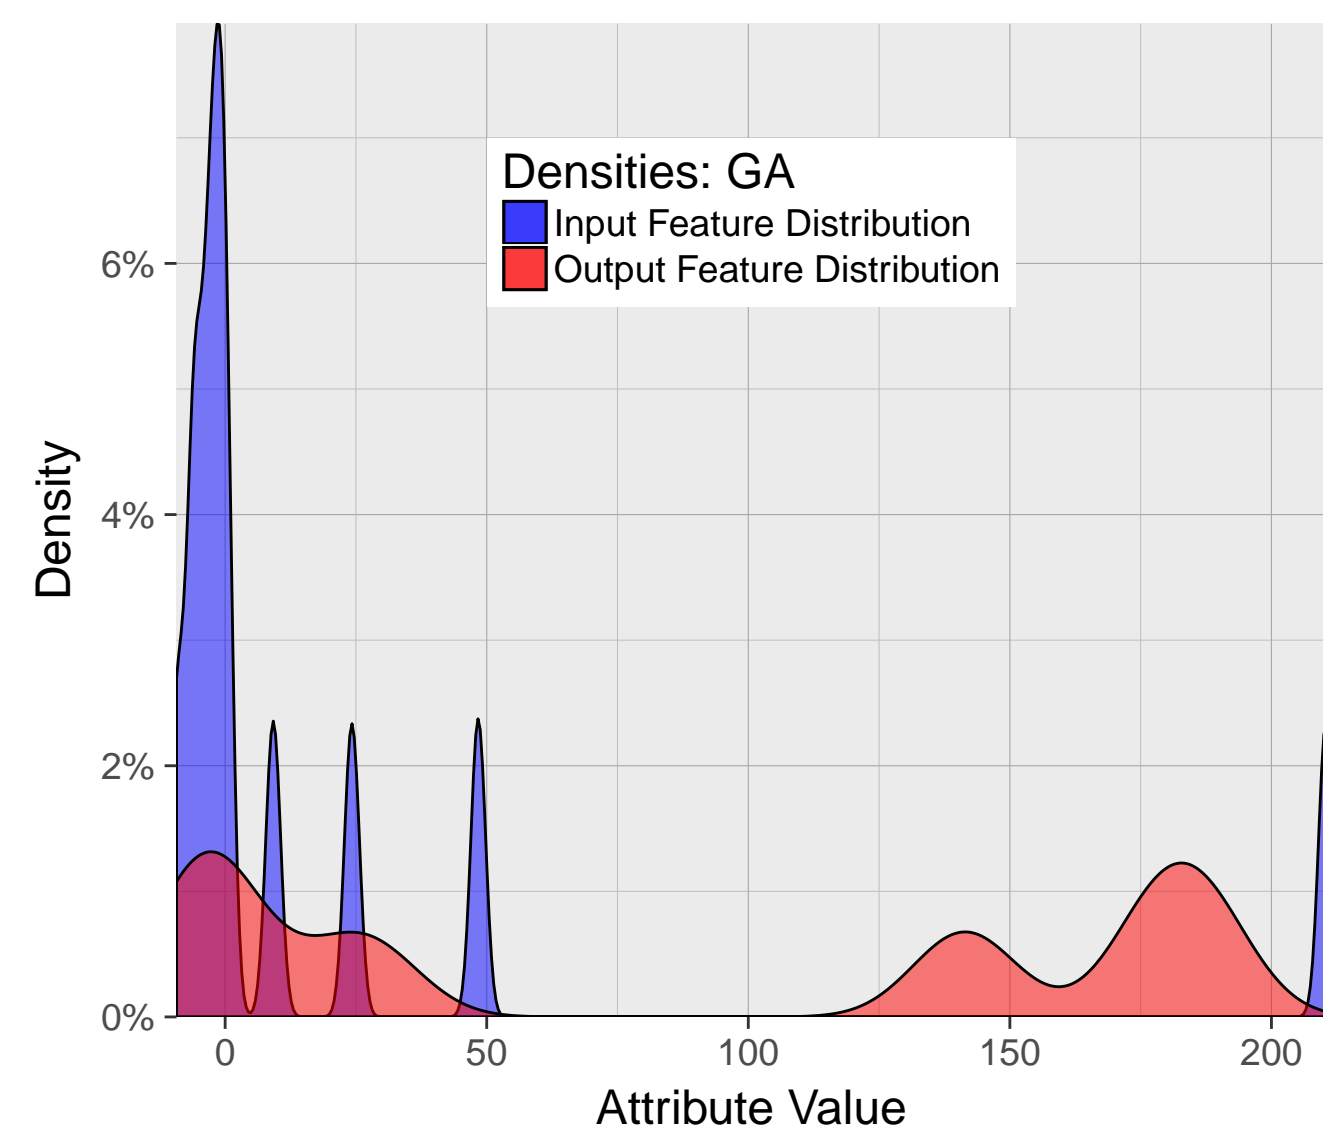 Densities: GA
Input Feature Distribution
Output Feature Distribution
6%
4%
2%
0%
Density
0 50 100 150 200
Attribute Value